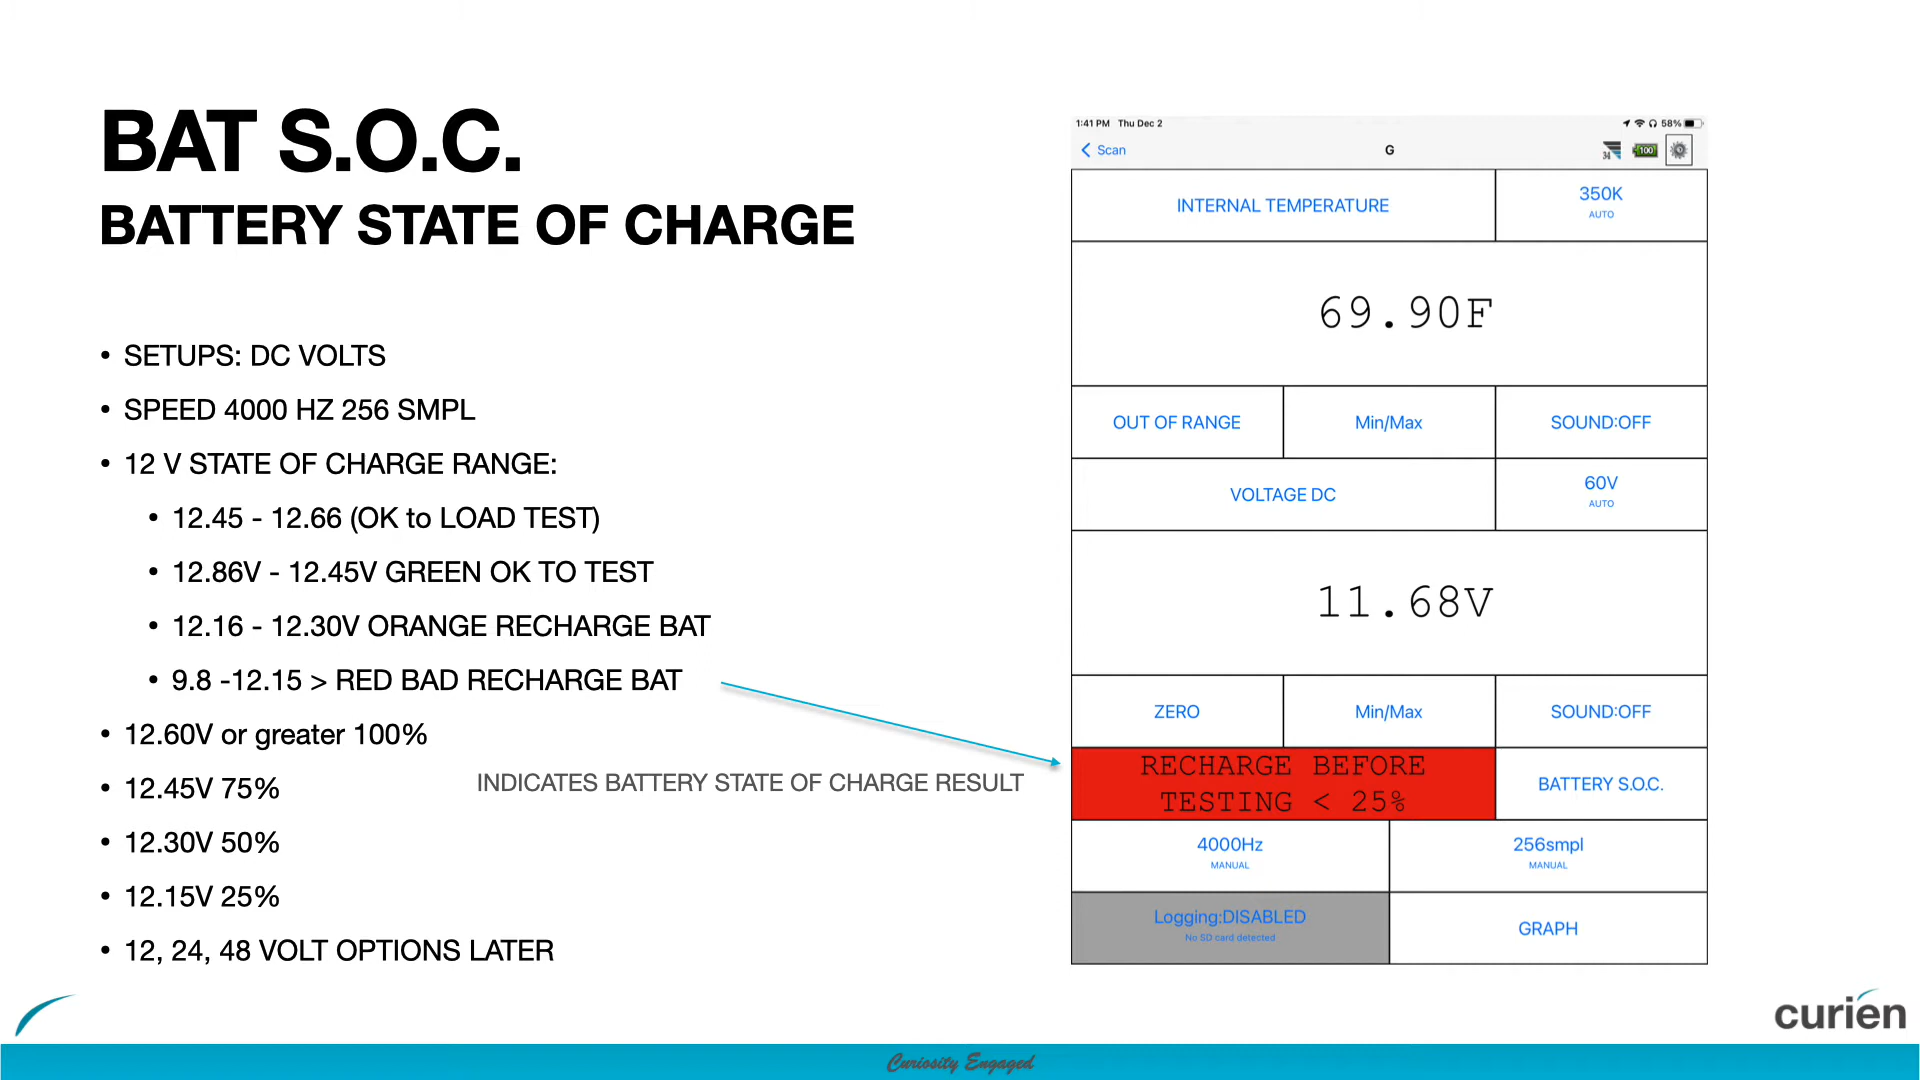 BAT S.O.C.
BATTERY STATE OF CHARGE
• SETUPS: DC VOLTS
• SPEED 4000 HZ 256 SMPL
• 12 V STATE OF CHARGE RANGE:
• 12.45 - 12.66 (OK to LOAD TEST)
• 12.86V - 12.45V GREEN OK TO TEST
• 12.16 - 12.30V ORANGE RECHARGE BAT
• 9.8 -12.15 > RED BAD RECHARGE BAT
• 12.60V or greater 100%
• 12.45V 75%
• 12.30V 50%
• 12.15V 25%
• 12, 24, 48 VOLT OPTIONS LATER
INDICATES BATTERY STATE OF CHARGE RESULT
1:41 PM Thu Dec 2
58%
Scan
G
34
100
INTERNAL TEMPERATURE
350K
AUTO
69.90F
OUT OF RANGE
Min/Max
SOUND:OFF
VOLTAGE DC
60V
AUTO
11.68V
ZERO
Min/Max
SOUND:OFF
RECHARGE BEFORE
TESTING < 25%
BATTERY S.O.C.
4000Hz
MANUAL
256smpl
MANUAL
Logging:DISABLED
No SD card detected
GRAPH
curien
Curiosity Engaged